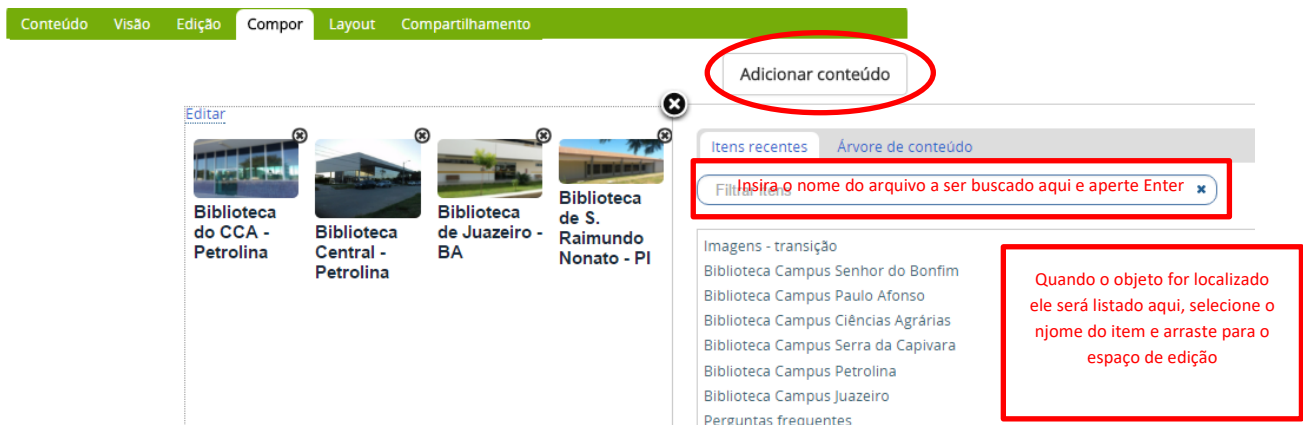 Conteúdo Visão Edição Compor Layout Compartilhamento
Adicionar conteúdo
Editar
Biblioteca
do CCA -
Petrolina
Biblioteca
Central -
Petrolina
Biblioteca
de Juazeiro -
BA
Biblioteca
de S.
Raimundo
Nonato - PI
Itens recentes Árvore de conteúdo
Filtrar itens
Insira o nome do arquivo a ser buscado aqui e aperte Enter
Imagens - transição
Biblioteca Campus Senhor do Bonfim
Biblioteca Campus Paulo Afonso
Biblioteca Campus Ciências Agrárias
Biblioteca Campus Serra da Capivara
Biblioteca Campus Petrolina
Biblioteca Campus Juazeiro
Perguntas frequentes
Quando o objeto for localizado
ele será listado aqui, selecione o
njome do item e arraste para o
espaço de edição